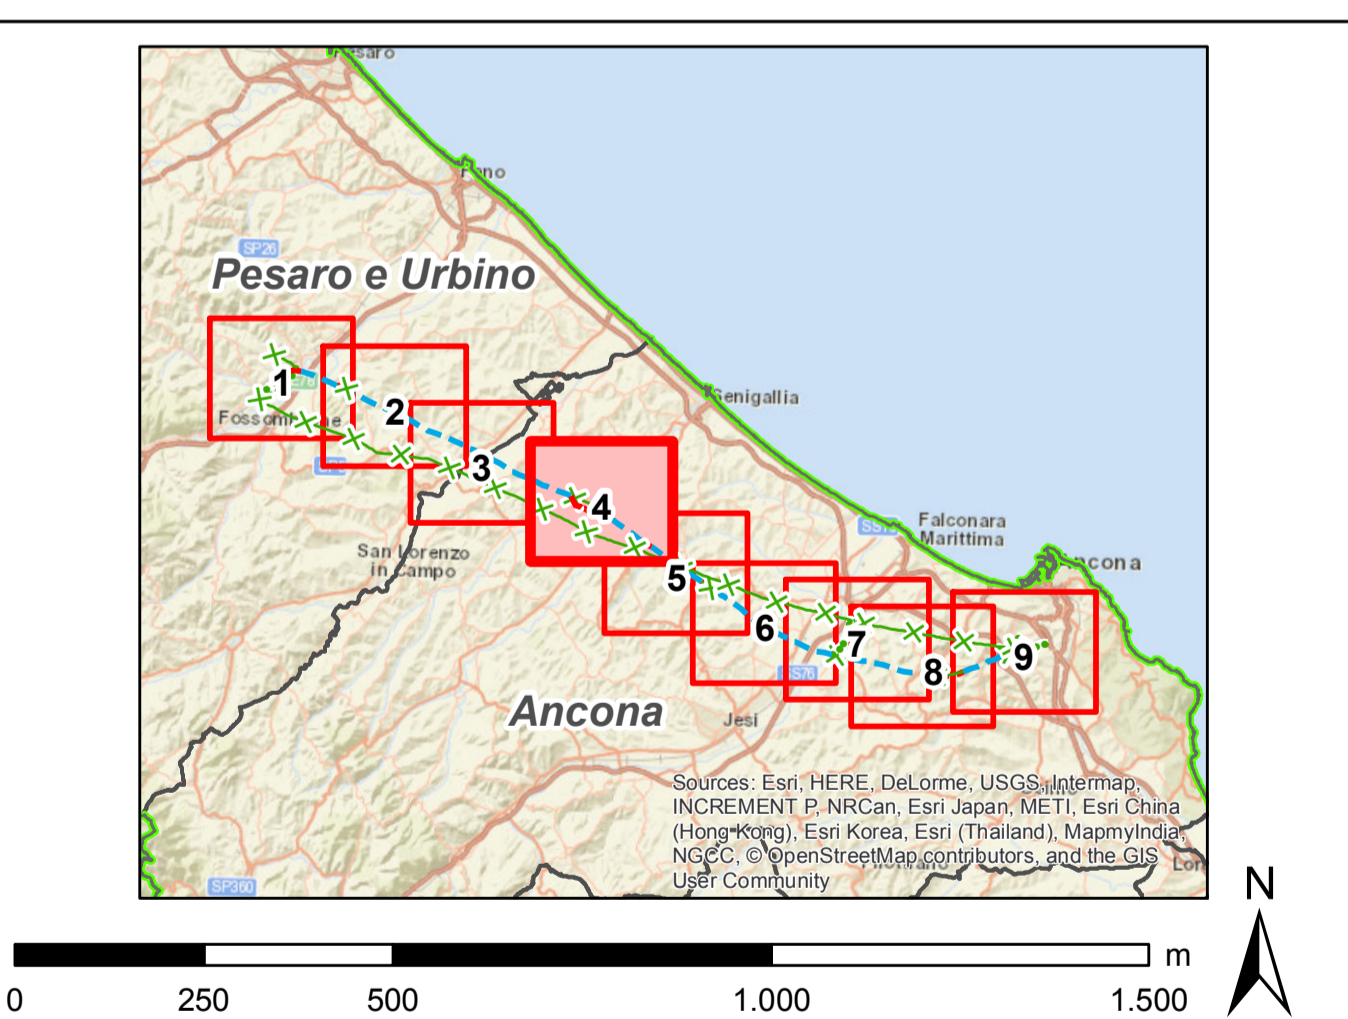 Fano
SP26
Pesaro e Urbino
1
E78
2
Senigallia
3
4
San Lorenzo
in Campo
Falconara
Marittima
5
6
7
8
9
SS76
Jesi
Ancona
Sources: Esri, HERE, DeLorme, USGS, Intermap,
INCREMENT P, NRCan, Esri Japan, METI, Esri China
(Hong Kong), Esri Korea, Esri (Thailand), MapmyIndia,
NGCC, © OpenStreetMap contributors, and the GIS
User Community
SP360
N
m
0 250 500 1.000 1.500